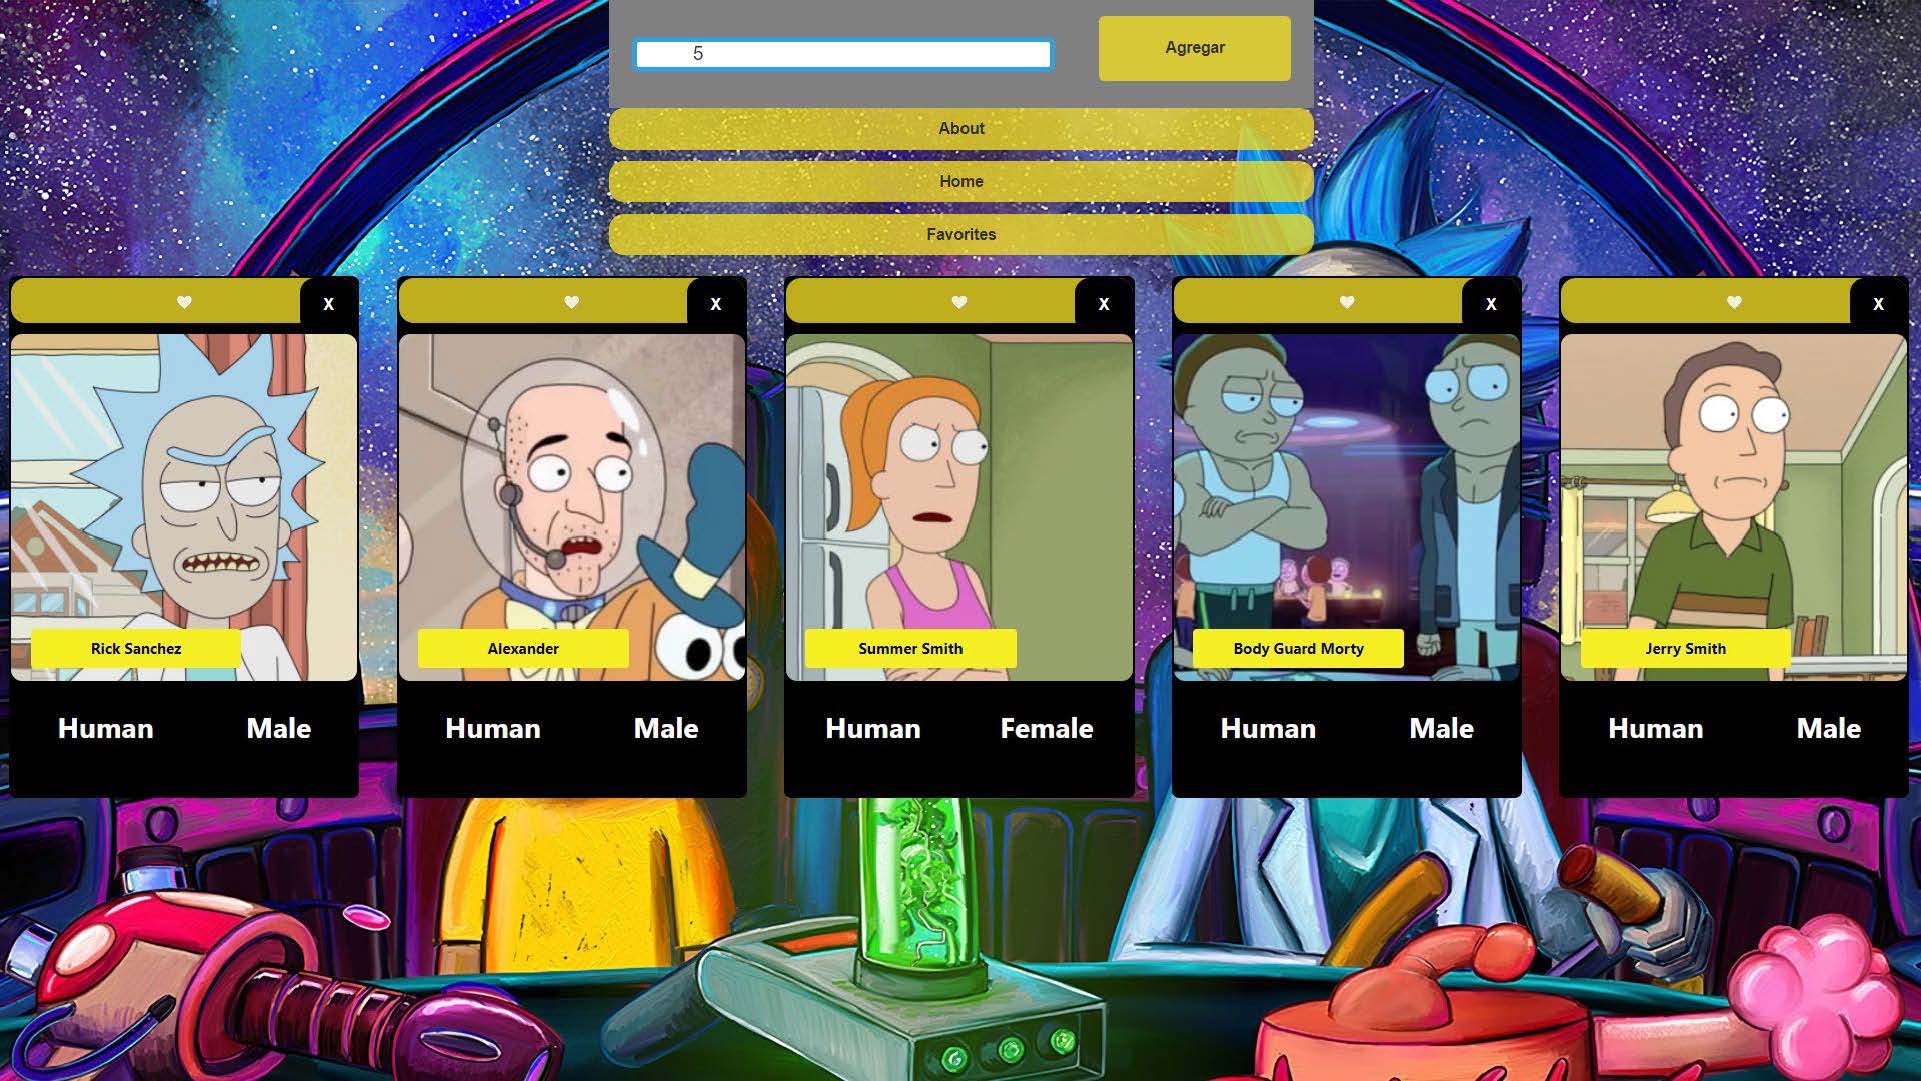 5
Agregar
About
Home
Favorites
X
X
X
X
X
Rick Sanchez
Alexander
Summer Smith
Body Guard Morty
Jerry Smith
Human Male
Human Male
Human Female
Human Male
Human Male